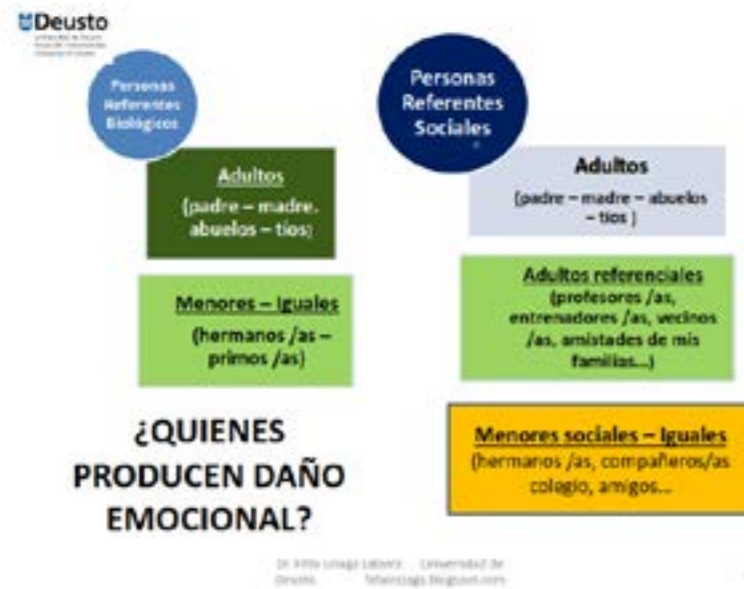 Deusto
Personas
Referentes
Biológicos
Adultos
(padre – madre.
abuelos – tios)
Menores – Iguales
(hermanos /as –
primos /as)
¿QUIENES
PRODUCEN DAÑO
EMOCIONAL?
Personas
Referentes
Sociales
Adultos
(padre – madre – abuelos
– tios )
Adultos referenciales
(profesores /as,
entrenadores /as, vecinos
/as, amistades de mis
familias...)
Menores sociales – Iguales
(hermanos /as, compañeros/as
colegio, amigos...
Universidad de
Deusto.